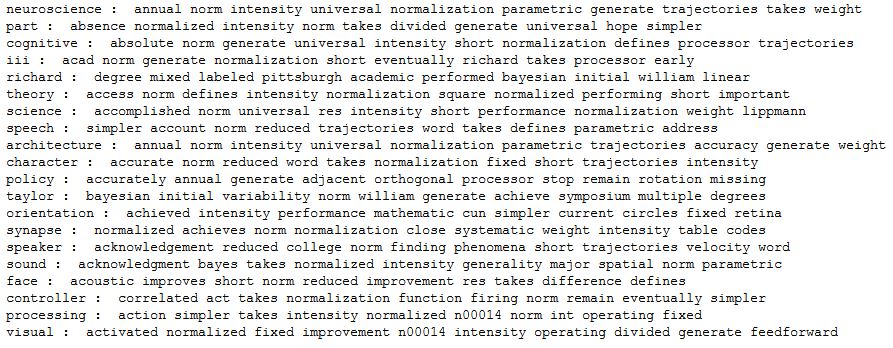 neuroscience : annual norm intensity universal normalization parametric generate trajectories takes weight
part : absence normalized intensity norm takes divided generate universal hope simpler
cognitive : absolute norm generate universal intensity short normalization defines processor trajectories
iii : acad norm generate normalization short eventually richard takes processor early
richard : degree mixed labeled pittsburgh academic performed bayesian initial william linear
theory : access norm defines intensity normalization square normalized performing short important
science : accomplished norm universal res intensity short performance normalization weight lippmann
speech : simpler account norm reduced trajectories word takes defines parametric address
architecture : annual norm intensity universal normalization parametric trajectories accuracy generate weight
character : accurate norm reduced word takes normalization fixed short trajectories intensity
policy : accurately annual generate adjacent orthogonal processor stop remain rotation missing
taylor : bayesian initial variability norm william generate achieve symposium multiple degrees
orientation : achieved intensity performance mathematic cun simpler current circles fixed retina
synapse : normalized achieves norm normalization close systematic weight intensity table codes
speaker : acknowledgement reduced college norm finding phenomena short trajectories velocity word
sound : acknowledgment bayes takes normalized intensity generality major spatial norm parametric
face : acoustic improves short norm reduced improvement res takes difference defines
controller : correlated act takes normalization function firing norm remain eventually simpler
processing : action simpler takes intensity normalized n00014 norm int operating fixed
visual : activated normalized fixed improvement n00014 intensity operating divided generate feedforward